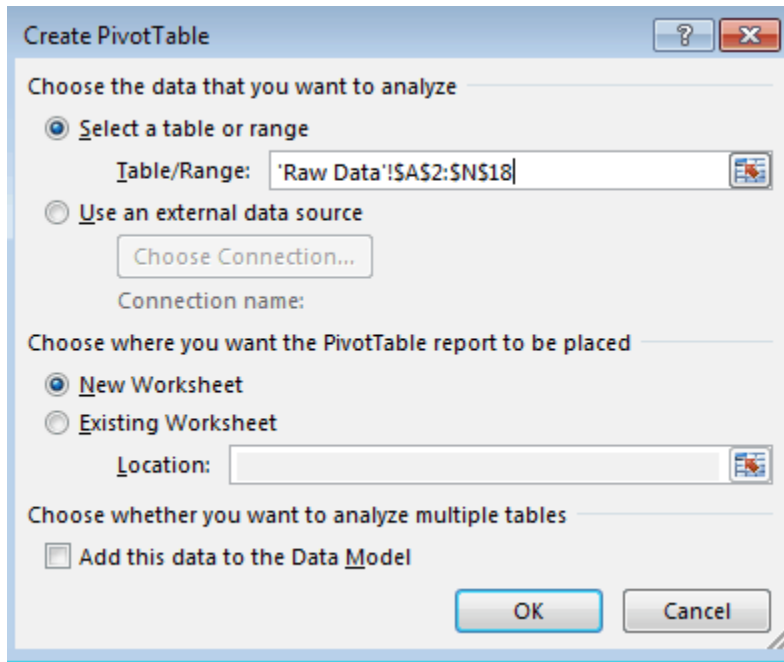 Create PivotTable
?
Choose the data that you want to analyze
Select a table or range
Table/Range: 'Raw Data'!$A$2:$N$18
Use an external data source
Choose Connection...
Connection name:
Choose where you want the PivotTable report to be placed
New Worksheet
Existing Worksheet
Location:
Choose whether you want to analyze multiple tables
Add this data to the Data Model
OK Cancel